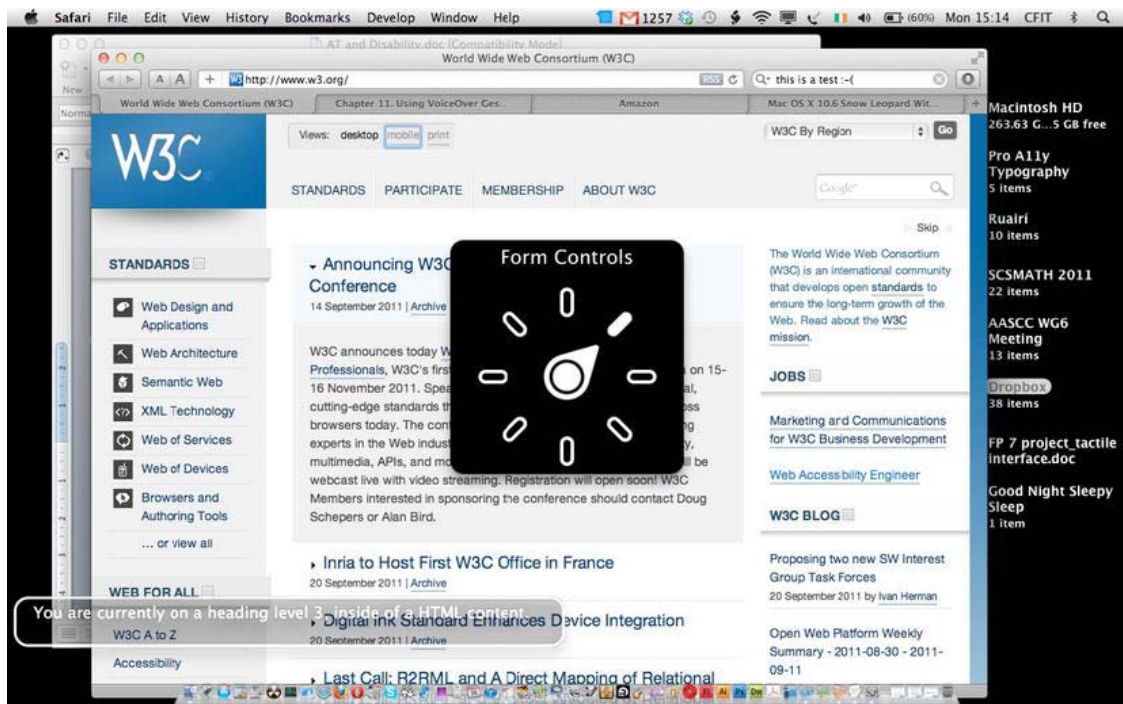 Safari File Edit View History Bookmarks Develop Window Help 1257 (60%) Mon 15:14 CFIT
AT and Disability.doc [Compatibility Mode]
World Wide Web Consortium (W3C)
New
A A + http://www.w3.org/ RSS this is a test :-(
Norma
World Wide Web Consortium (W3C) Chapter 11. Using VoiceOver Ges... Amazon Mac OS X 10.6 Snow Leopard Wit...
W3C
Views: desktop mobile print
W3C By Region Go
STANDARDS PARTICIPATE MEMBERSHIP ABOUT W3C
Google
Skip
STANDARDS
Web Design and
Applications
Web Architecture
Semantic Web
XML Technology
Web of Services
Web of Devices
Browsers and
Authoring Tools
... or view all
WEB FOR ALL
W3C A to Z
Accessibility
You are currently on a heading level 3, inside of a HTML content.
Announcing W3C
Conference
14 September 2011 | Archive
W3C announces today W
Professionals, W3C's first on 15-
16 November 2011. Spea al,
cutting-edge standards th oss
browsers today. The con ng
experts in the Web indust y,
multimedia, APIs, and mo ll be
webcast live with video streaming. Registration will open soon! W3C
Members interested in sponsoring the conference should contact Doug
Schepers or Alan Bird.
Inria to Host First W3C Office in France
20 September 2011 | Archive
Digital Ink Standard Enhances Device Integration
20 September 2011 | Archive
Last Call: R2RML and A Direct Mapping of Relational
Form Controls
The World Wide Web Consortium
(W3C) is an international community
that develops open standards to
ensure the long-term growth of the
Web. Read about the W3C
mission.
JOBS
Marketing and Communications
for W3C Business Development
Web Accessibility Engineer
W3C BLOG
Proposing two new SW Interest
Group Task Forces
20 September 2011 by Ivan Herman
Open Web Platform Weekly
Summary - 2011-08-30 - 2011-
09-11
Macintosh HD
263.63 G...5 GB free
Pro A11y
Typography
5 items
Ruairí
10 items
SCSMATH 2011
22 items
AASCC WG6
Meeting
13 items
Dropbox
38 items
FP 7 project_tactile
interface.doc
Good Night Sleepy
Sleep
1 item